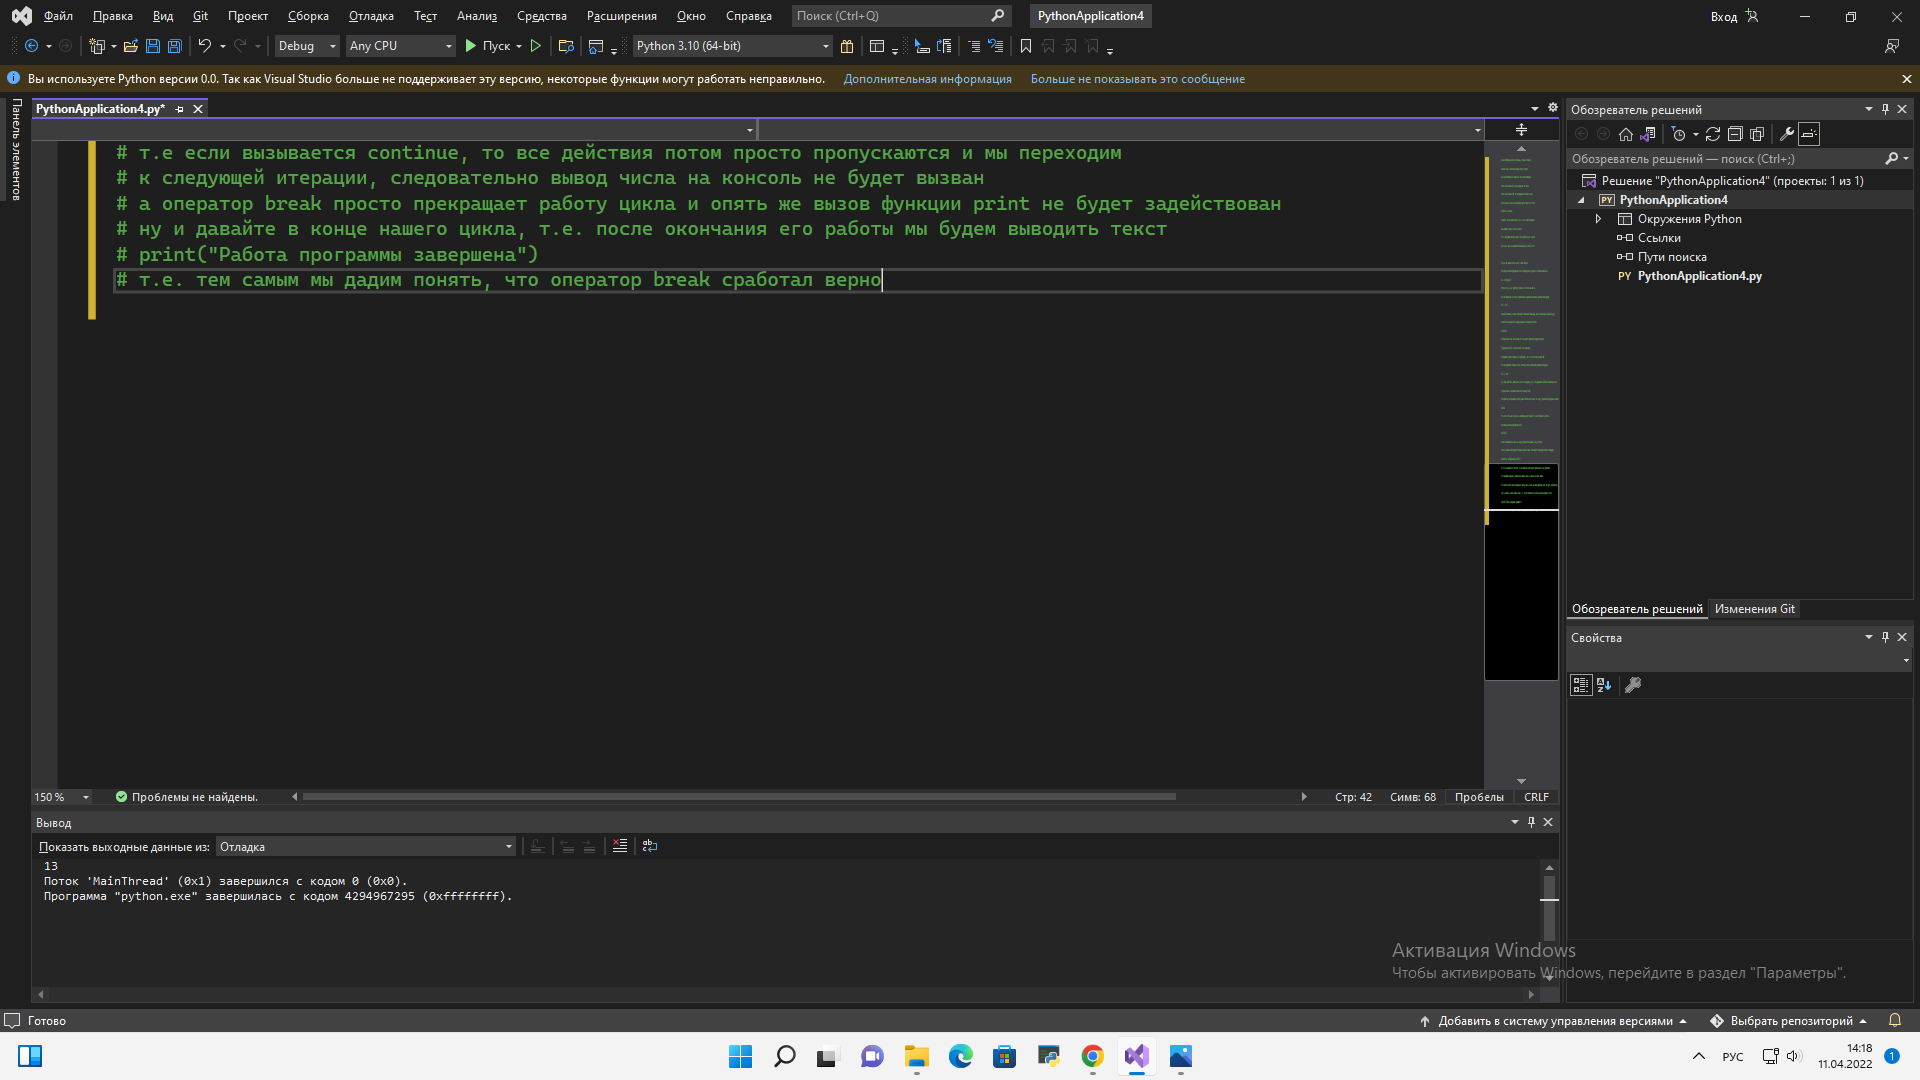 Файл Правка Вид Git Проект Сборка Отладка Тест Анализ Средства Расширения Окно Справка Поиск (Ctrl+Q) PythonApplication4 Вход
Debug Any CPU Пуск Python 3.10 (64-bit)
Вы используете Python версии 0.0. Так как Visual Studio больше не поддерживает эту версию, некоторые функции могут работать неправильно. Дополнительная информация Больше не показывать это сообщение
Панель элементов
PythonApplication4.py*
# т.е если вызывается continue, то все действия потом просто пропускаются и мы переходим
# к следующей итерации, следовательно вывод числа на консоль не будет вызван
# а оператор break просто прекращает работу цикла и опять же вызов функции print не будет задействован
# ну и давайте в конце нашего цикла, т.е. после окончания его работы мы будем выводить текст
# print("Работа программы завершена")
# т.е. тем самым мы дадим понять, что оператор break сработал верно
150 % Проблемы не найдены. Стр: 42 Симв: 68 Пробелы CRLF
Вывод
Показать выходные данные из: Отладка
13
Поток 'MainThread' (0x1) завершился с кодом 0 (0x0).
Программа "python.exe" завершилась с кодом 4294967295 (0xffffffff).
Обозреватель решений
Обозреватель решений — поиск (Ctrl+;)
Решение "PythonApplication4" (проекты: 1 из 1)
PY PythonApplication4
Окружения Python
Ссылки
Пути поиска
PY PythonApplication4.py
Обозреватель решений Изменения Git
Свойства
Активация Windows
Чтобы активировать Windows, перейдите в раздел "Параметры".
Готово Добавить в систему управления версиями Выбрать репозиторий
РУС 14:18
11.04.2022 1